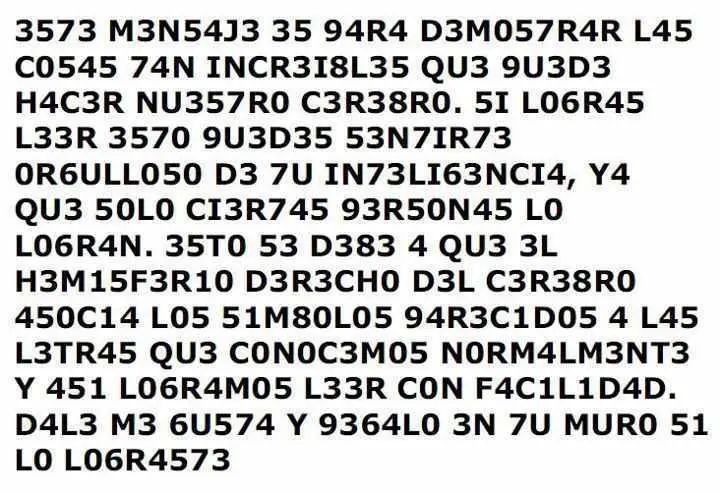 3573 M3N54J3 35 94R4 D3M057R4R L45
C0545 74N INCR3I8L35 QU3 9U3D3
H4C3R NU357R0 C3R38R0. 5I L06R45
L33R 3570 9U3D35 53N7IR73
0R6ULL050 D3 7U IN73LI63NCI4, Y4
QU3 50L0 CI3R745 93R50N45 L0
L06R4N. 35T0 53 D383 4 QU3 3L
H3M15F3R10 D3R3CH0 D3L C3R38R0
450C14 L05 51M80L05 94R3C1D05 4 L45
L3TR45 QU3 C0N0C3M05 N0RM4LM3NT3
Y 451 L06R4M05 L33R C0N F4C1L1D4D.
D4L3 M3 6U574 Y 9364L0 3N 7U MUR0 51
L0 L06R4573